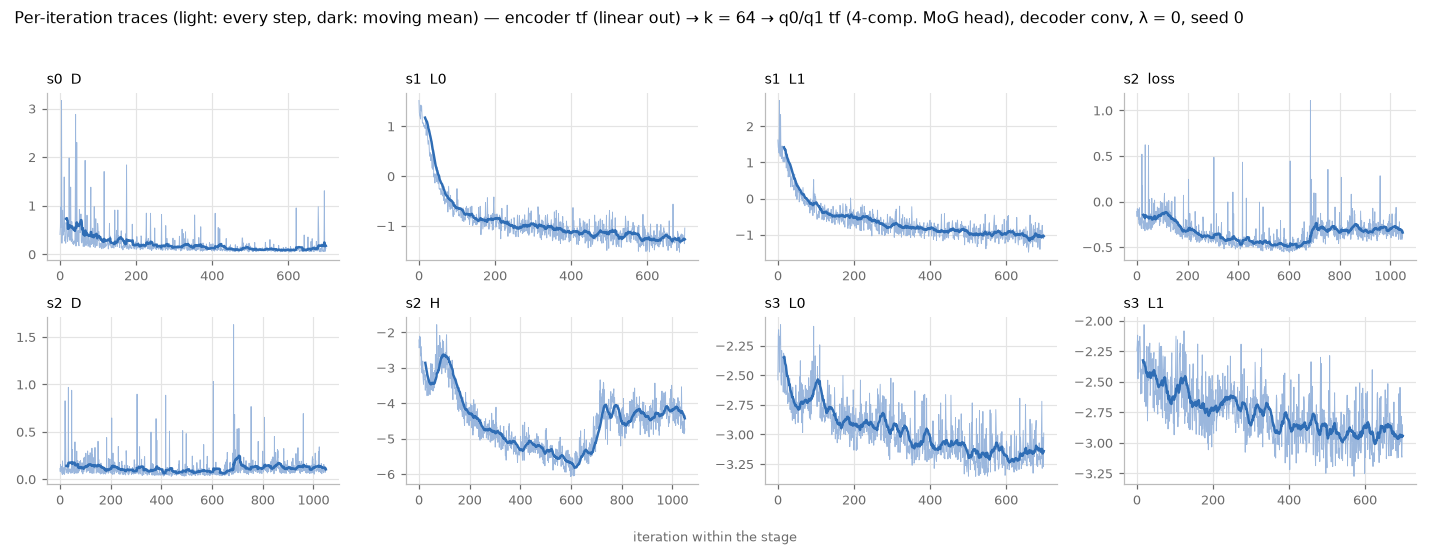 Per-iteration traces (light: every step, dark: moving mean) — encoder tf (linear out) → k = 64 → q0/q1 tf (4-comp. MoG head), decoder conv, λ = 0, seed 0
s0 D
3
2
1
0
0 200 400 600
s1 L0
1
0
−1
0 200 400 600
s1 L1
2
1
0
−1
0 200 400 600
s2 loss
1.0
0.5
0.0
−0.5
0 200 400 600 800 1000
s2 D
1.5
1.0
0.5
0.0
0 200 400 600 800 1000
s2 H
−2
−3
−4
−5
−6
0 200 400 600 800 1000
s3 L0
−2.25
−2.50
−2.75
−3.00
−3.25
0 200 400 600
s3 L1
−2.00
−2.25
−2.50
−2.75
−3.00
−3.25
0 200 400 600
iteration within the stage